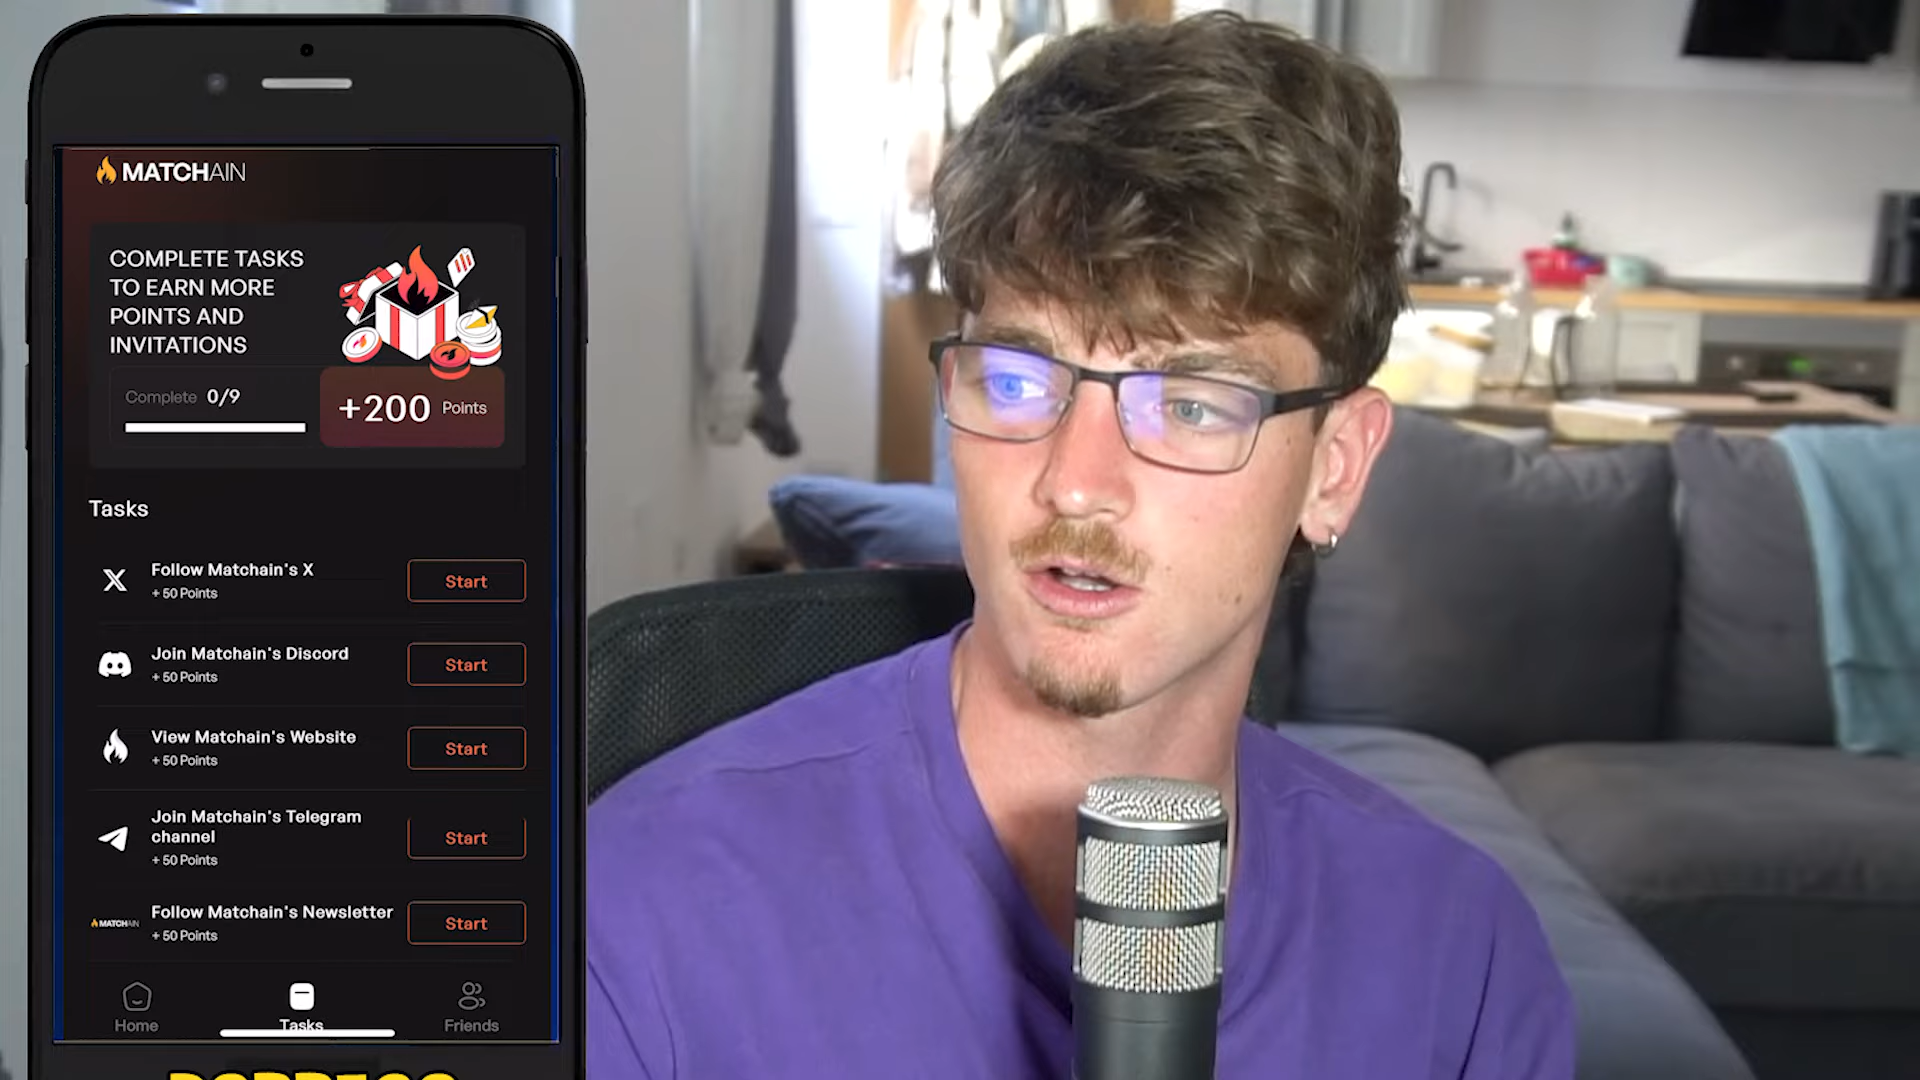 MATCHAIN
COMPLETE TASKS
TO EARN MORE
POINTS AND
INVITATIONS
Complete 0/9
+200 Points
Tasks
Follow Matchain's X
+ 50 Points
Start
Join Matchain's Discord
+ 50 Points
Start
View Matchain's Website
+ 50 Points
Start
Join Matchain's Telegram
channel
+ 50 Points
Start
MATCHAIN
Follow Matchain's Newsletter
+ 50 Points
Start
Home
Tasks
Friends